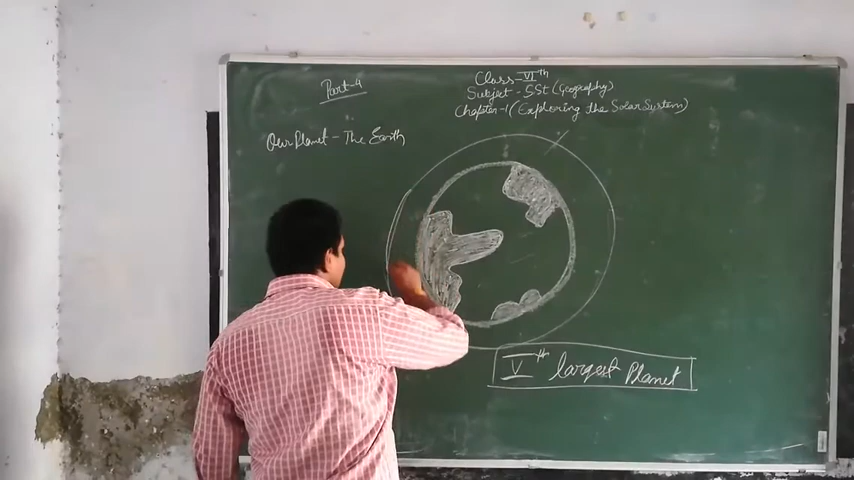 Part-4
Class-VIth
Subject-SSt (Geography)
Chapter-1 (Exploring the Solar System)
Our Planet - The Earth
Vth largest Planet